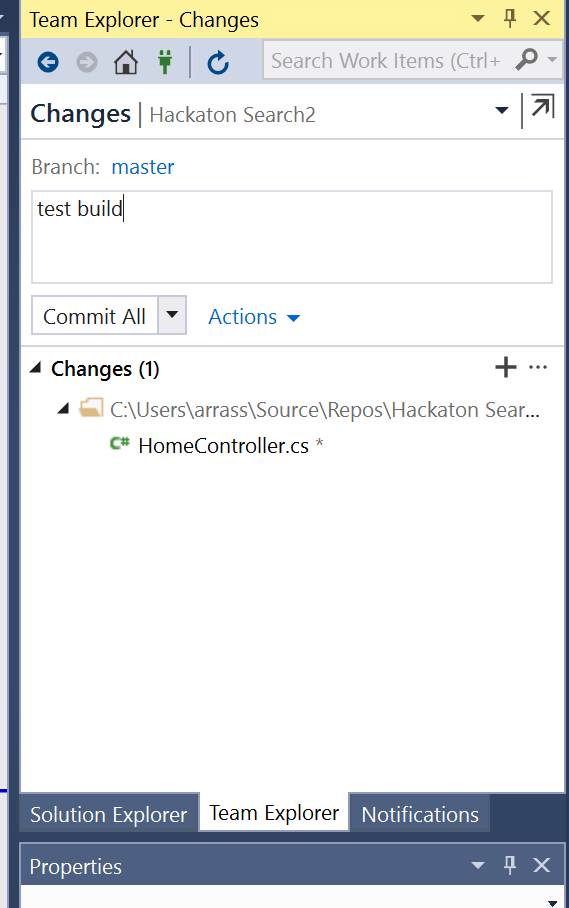 Team Explorer - Changes
Search Work Items (Ctrl+
Changes | Hackaton Search2
Branch: master
test build
Commit All Actions
Changes (1)
C:\Users\arrass\Source\Repos\Hackaton Sear...
C# HomeController.cs *
Solution Explorer Team Explorer Notifications
Properties